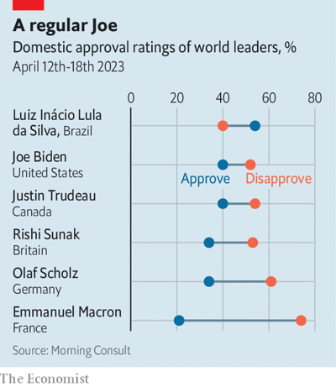 A regular Joe
Domestic approval ratings of world leaders, %
April 12th-18th 2023
0 20 40 60 80
Luiz Inácio Lula
da Silva, Brazil
Joe Biden
United States
Approve Disapprove
Justin Trudeau
Canada
Rishi Sunak
Britain
Olaf Scholz
Germany
Emmanuel Macron
France
Source: Morning Consult
The Economist